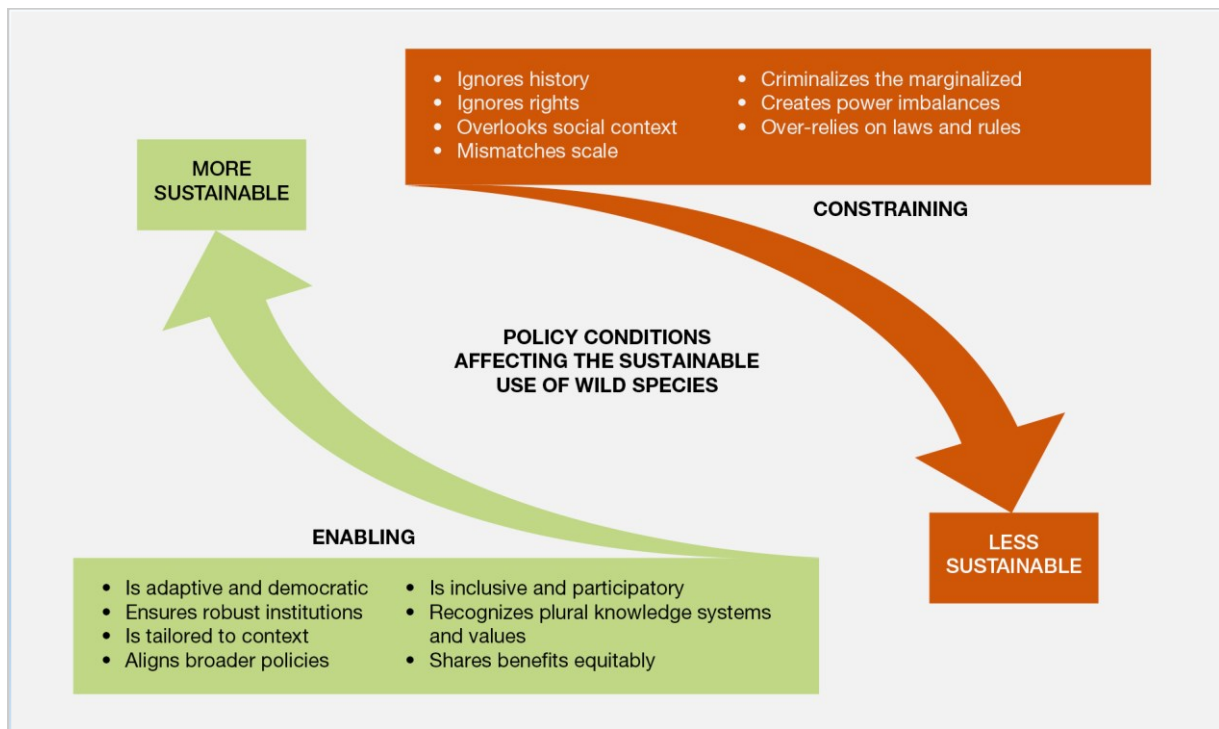 • Ignores history
• Ignores rights
• Overlooks social context
• Mismatches scale
• Criminalizes the marginalized
• Creates power imbalances
• Over-relies on laws and rules
MORE
SUSTAINABLE
CONSTRAINING
POLICY CONDITIONS
AFFECTING THE SUSTAINABLE
USE OF WILD SPECIES
ENABLING
LESS
SUSTAINABLE
• Is adaptive and democratic
• Ensures robust institutions
• Is tailored to context
• Aligns broader policies
• Is inclusive and participatory
• Recognizes plural knowledge systems
and values
• Shares benefits equitably